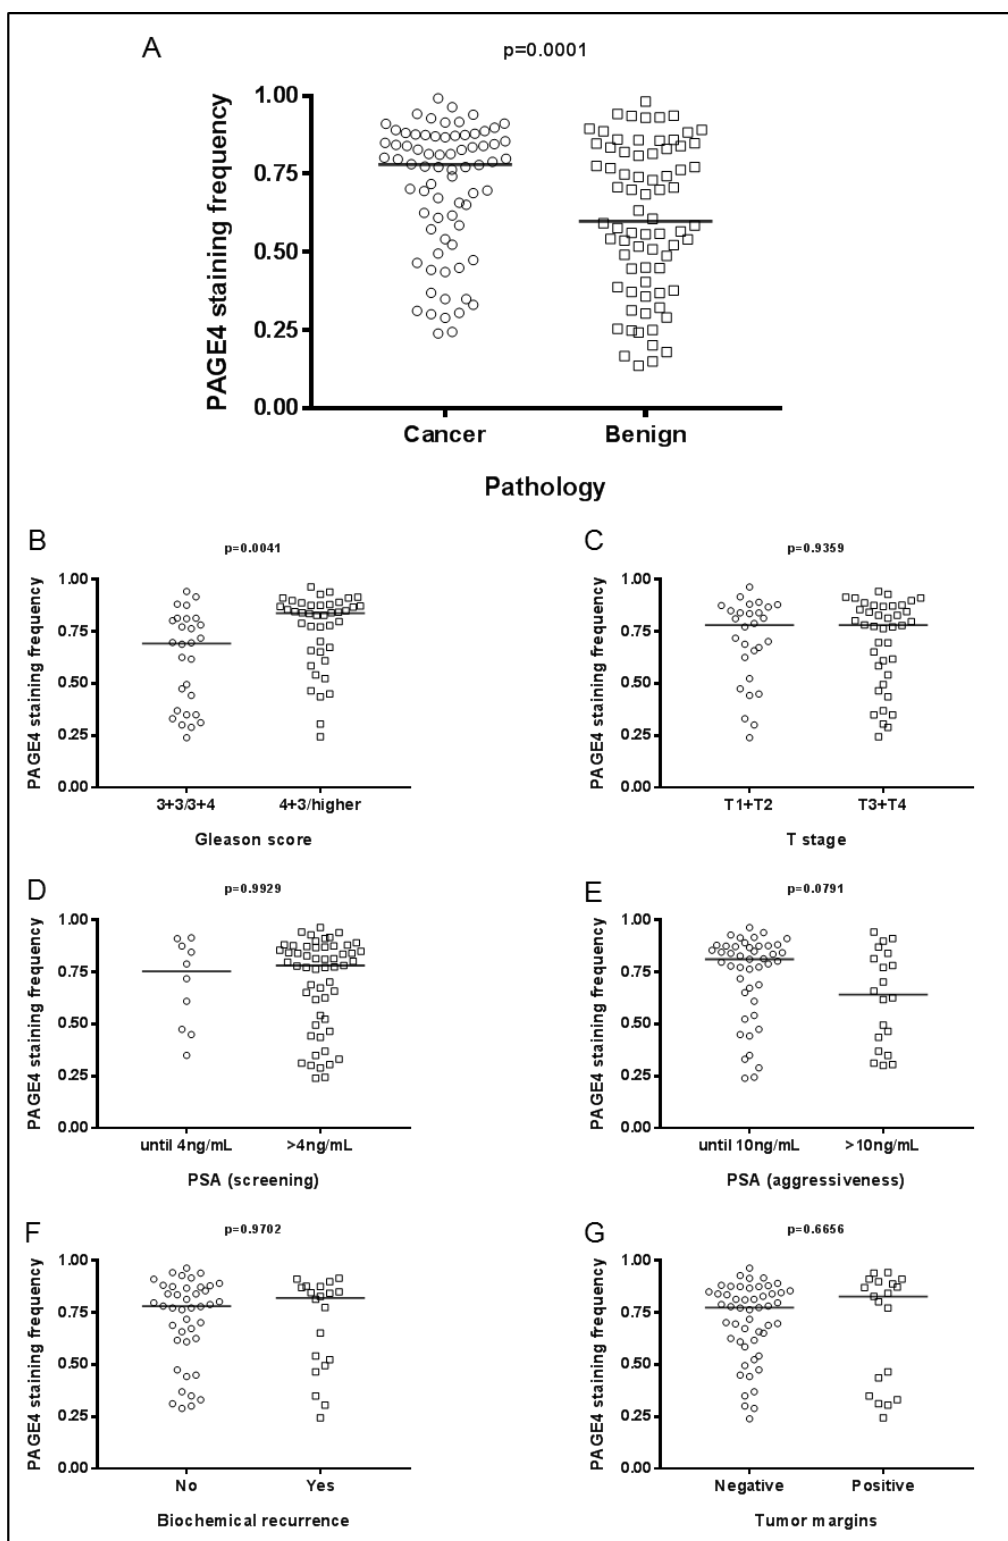 A
p=0.0001
PAGE4 staining frequency
1.00
0.75
0.50
0.25
0.00
Cancer Benign
Pathology
B
p=0.0041
PAGE4 staining frequency
1.00
0.75
0.50
0.25
0.00
3+3/3+4 4+3/higher
Gleason score
C
p=0.9359
PAGE4 staining frequency
1.00
0.75
0.50
0.25
0.00
T1+T2 T3+T4
T stage
D
p=0.9929
PAGE4 staining frequency
1.00
0.75
0.50
0.25
0.00
until 4ng/mL >4ng/mL
PSA (screening)
E
p=0.0791
PAGE4 staining frequency
1.00
0.75
0.50
0.25
0.00
until 10ng/mL >10ng/mL
PSA (aggressiveness)
F
p=0.9702
PAGE4 staining frequency
1.00
0.75
0.50
0.25
0.00
No Yes
Biochemical recurrence
G
p=0.6656
PAGE4 staining frequency
1.00
0.75
0.50
0.25
0.00
Negative Positive
Tumor margins